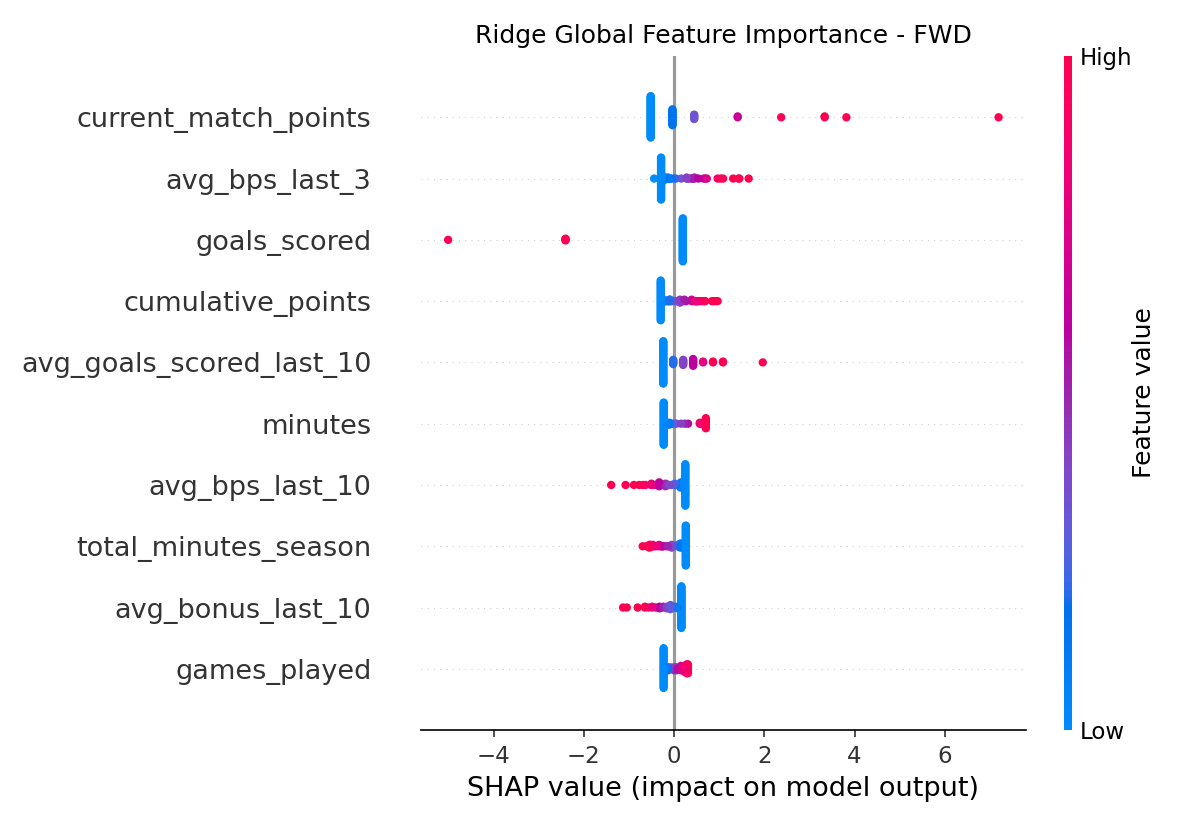 Ridge Global Feature Importance - FWD
High
current_match_points
avg_bps_last_3
goals_scored
cumulative_points
avg_goals_scored_last_10
minutes
avg_bps_last_10
total_minutes_season
avg_bonus_last_10
games_played
Feature value
Low
−4
−2
0
2
4
6
SHAP value (impact on model output)